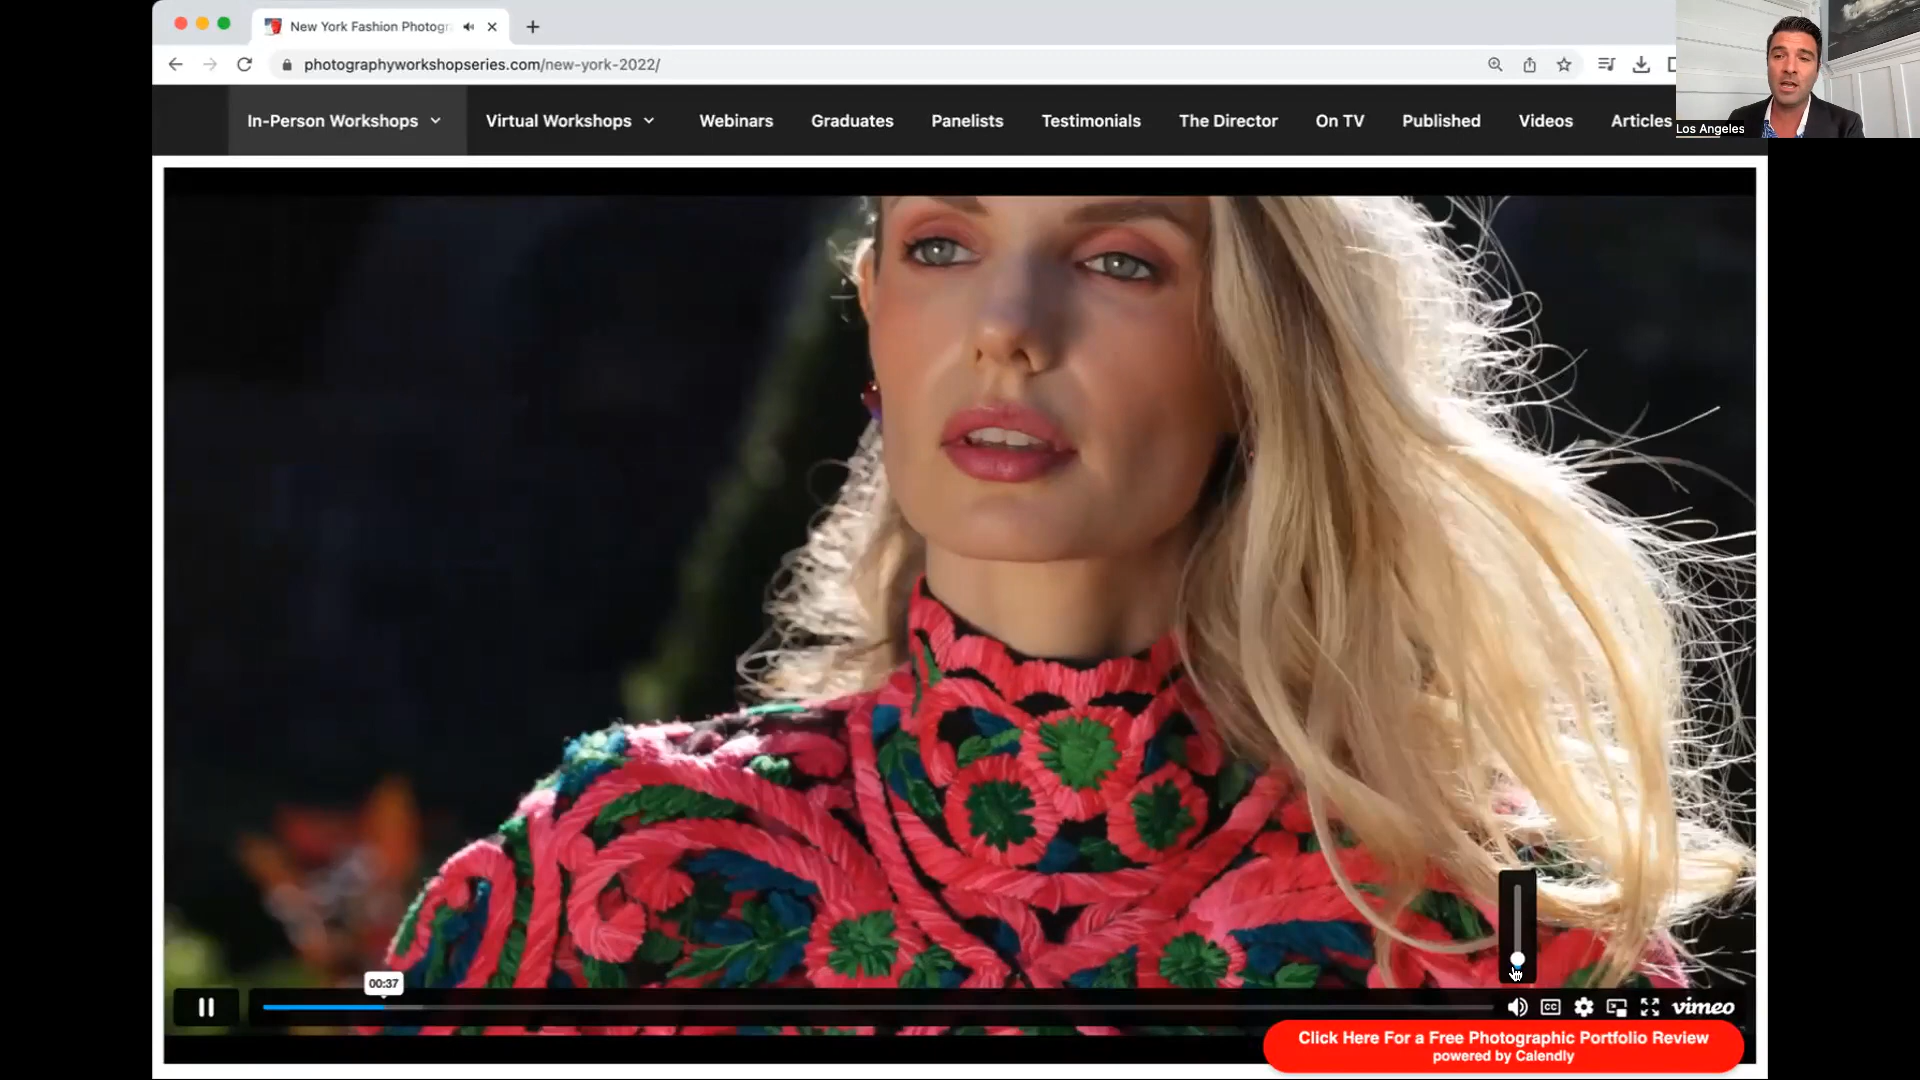 New York Fashion Photogr
photographyworkshopseries.com/new-york-2022/
In-Person Workshops
Virtual Workshops
Webinars
Graduates
Panelists
Testimonials
The Director
On TV
Published
Videos
Articles
Los Angeles
00:37
CC
vimeo
Click Here For a Free Photographic Portfolio Review
powered by Calendly